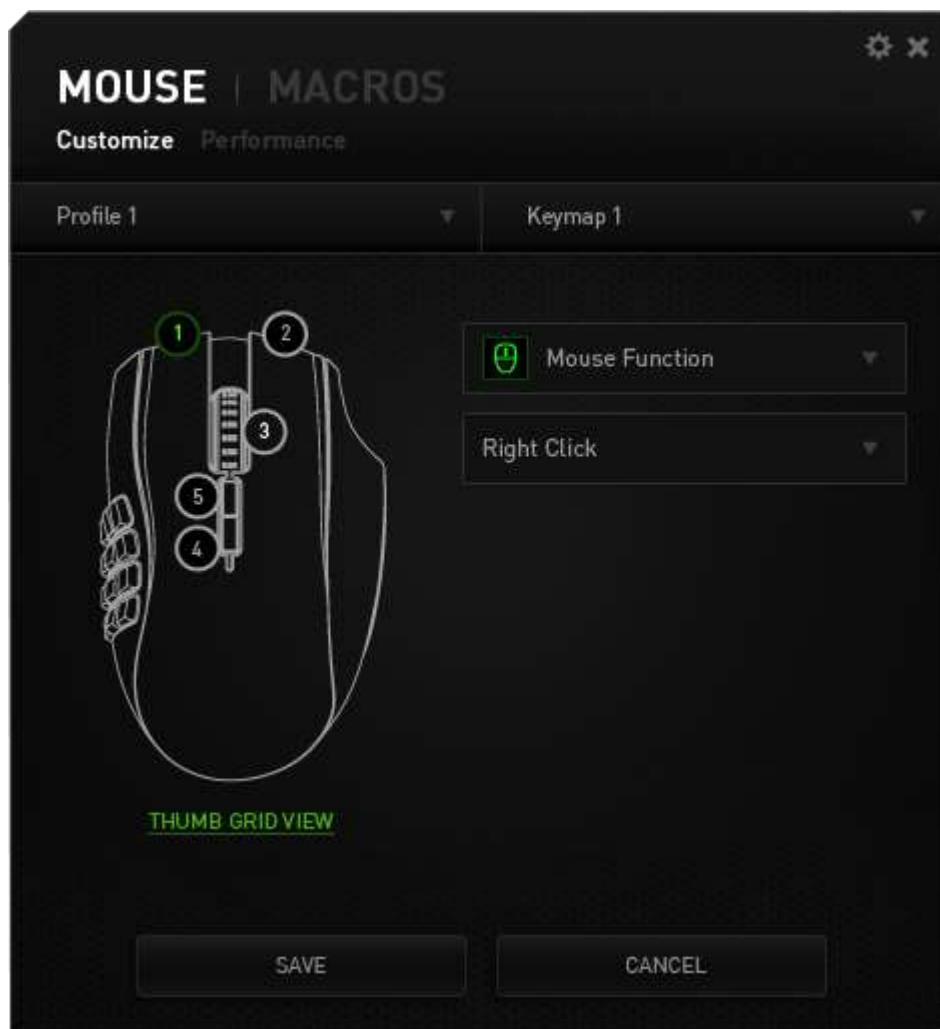 MOUSE | MACROS
Customize Performance
Profile 1 Keymap 1
1 2
Mouse Function
3
Right Click
5
4
THUMB GRID VIEW
SAVE CANCEL